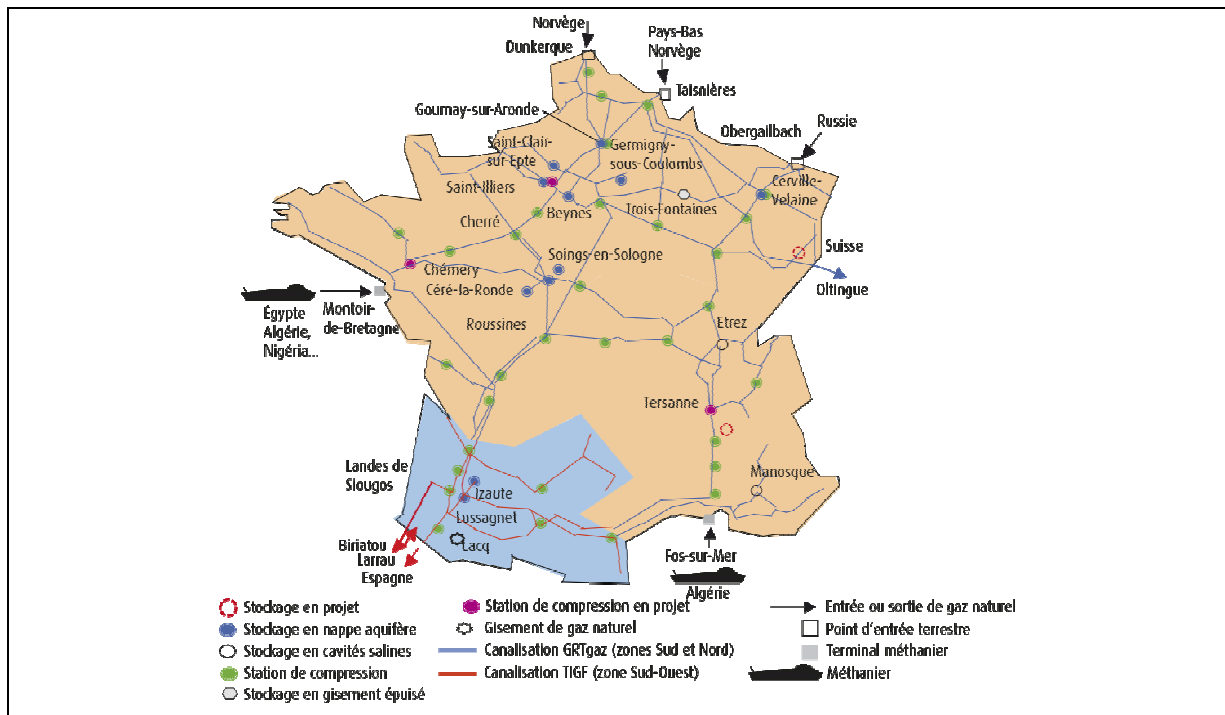 Norvège
Dunkerque
Pays-Bas
Norvège
Taisnières
Gournay-sur-Aronde
Obergailbach
Russie
Saint-Clair-
sur-Epte
Germigny-
sous-Coulombs
Cerville-
Velaine
Saint-Illiers
Beynes
Trois-Fontaines
Cherré
Soings-en-Sologne
Suisse
Chémery
Céré-la-Ronde
Oltingue
Égypte
Algérie,
Nigéria...
Montoir-
de-Bretagne
Roussines
Etrez
Tersanne
Landes de
Siougos
Izaute
Manosque
Lussagnet
Lacq
Biriatou
Larrau
Espagne
Fos-sur-Mer
Algérie
Stockage en projet
Stockage en nappe aquifère
Stockage en cavités salines
Station de compression
Stockage en gisement épuisé
Station de compression en projet
Gisement de gaz naturel
Canalisation GRTgaz (zones Sud et Nord)
Canalisation TIGF (zone Sud-Ouest)
Entrée ou sortie de gaz naturel
Point d'entrée terrestre
Terminal méthanier
Méthanier